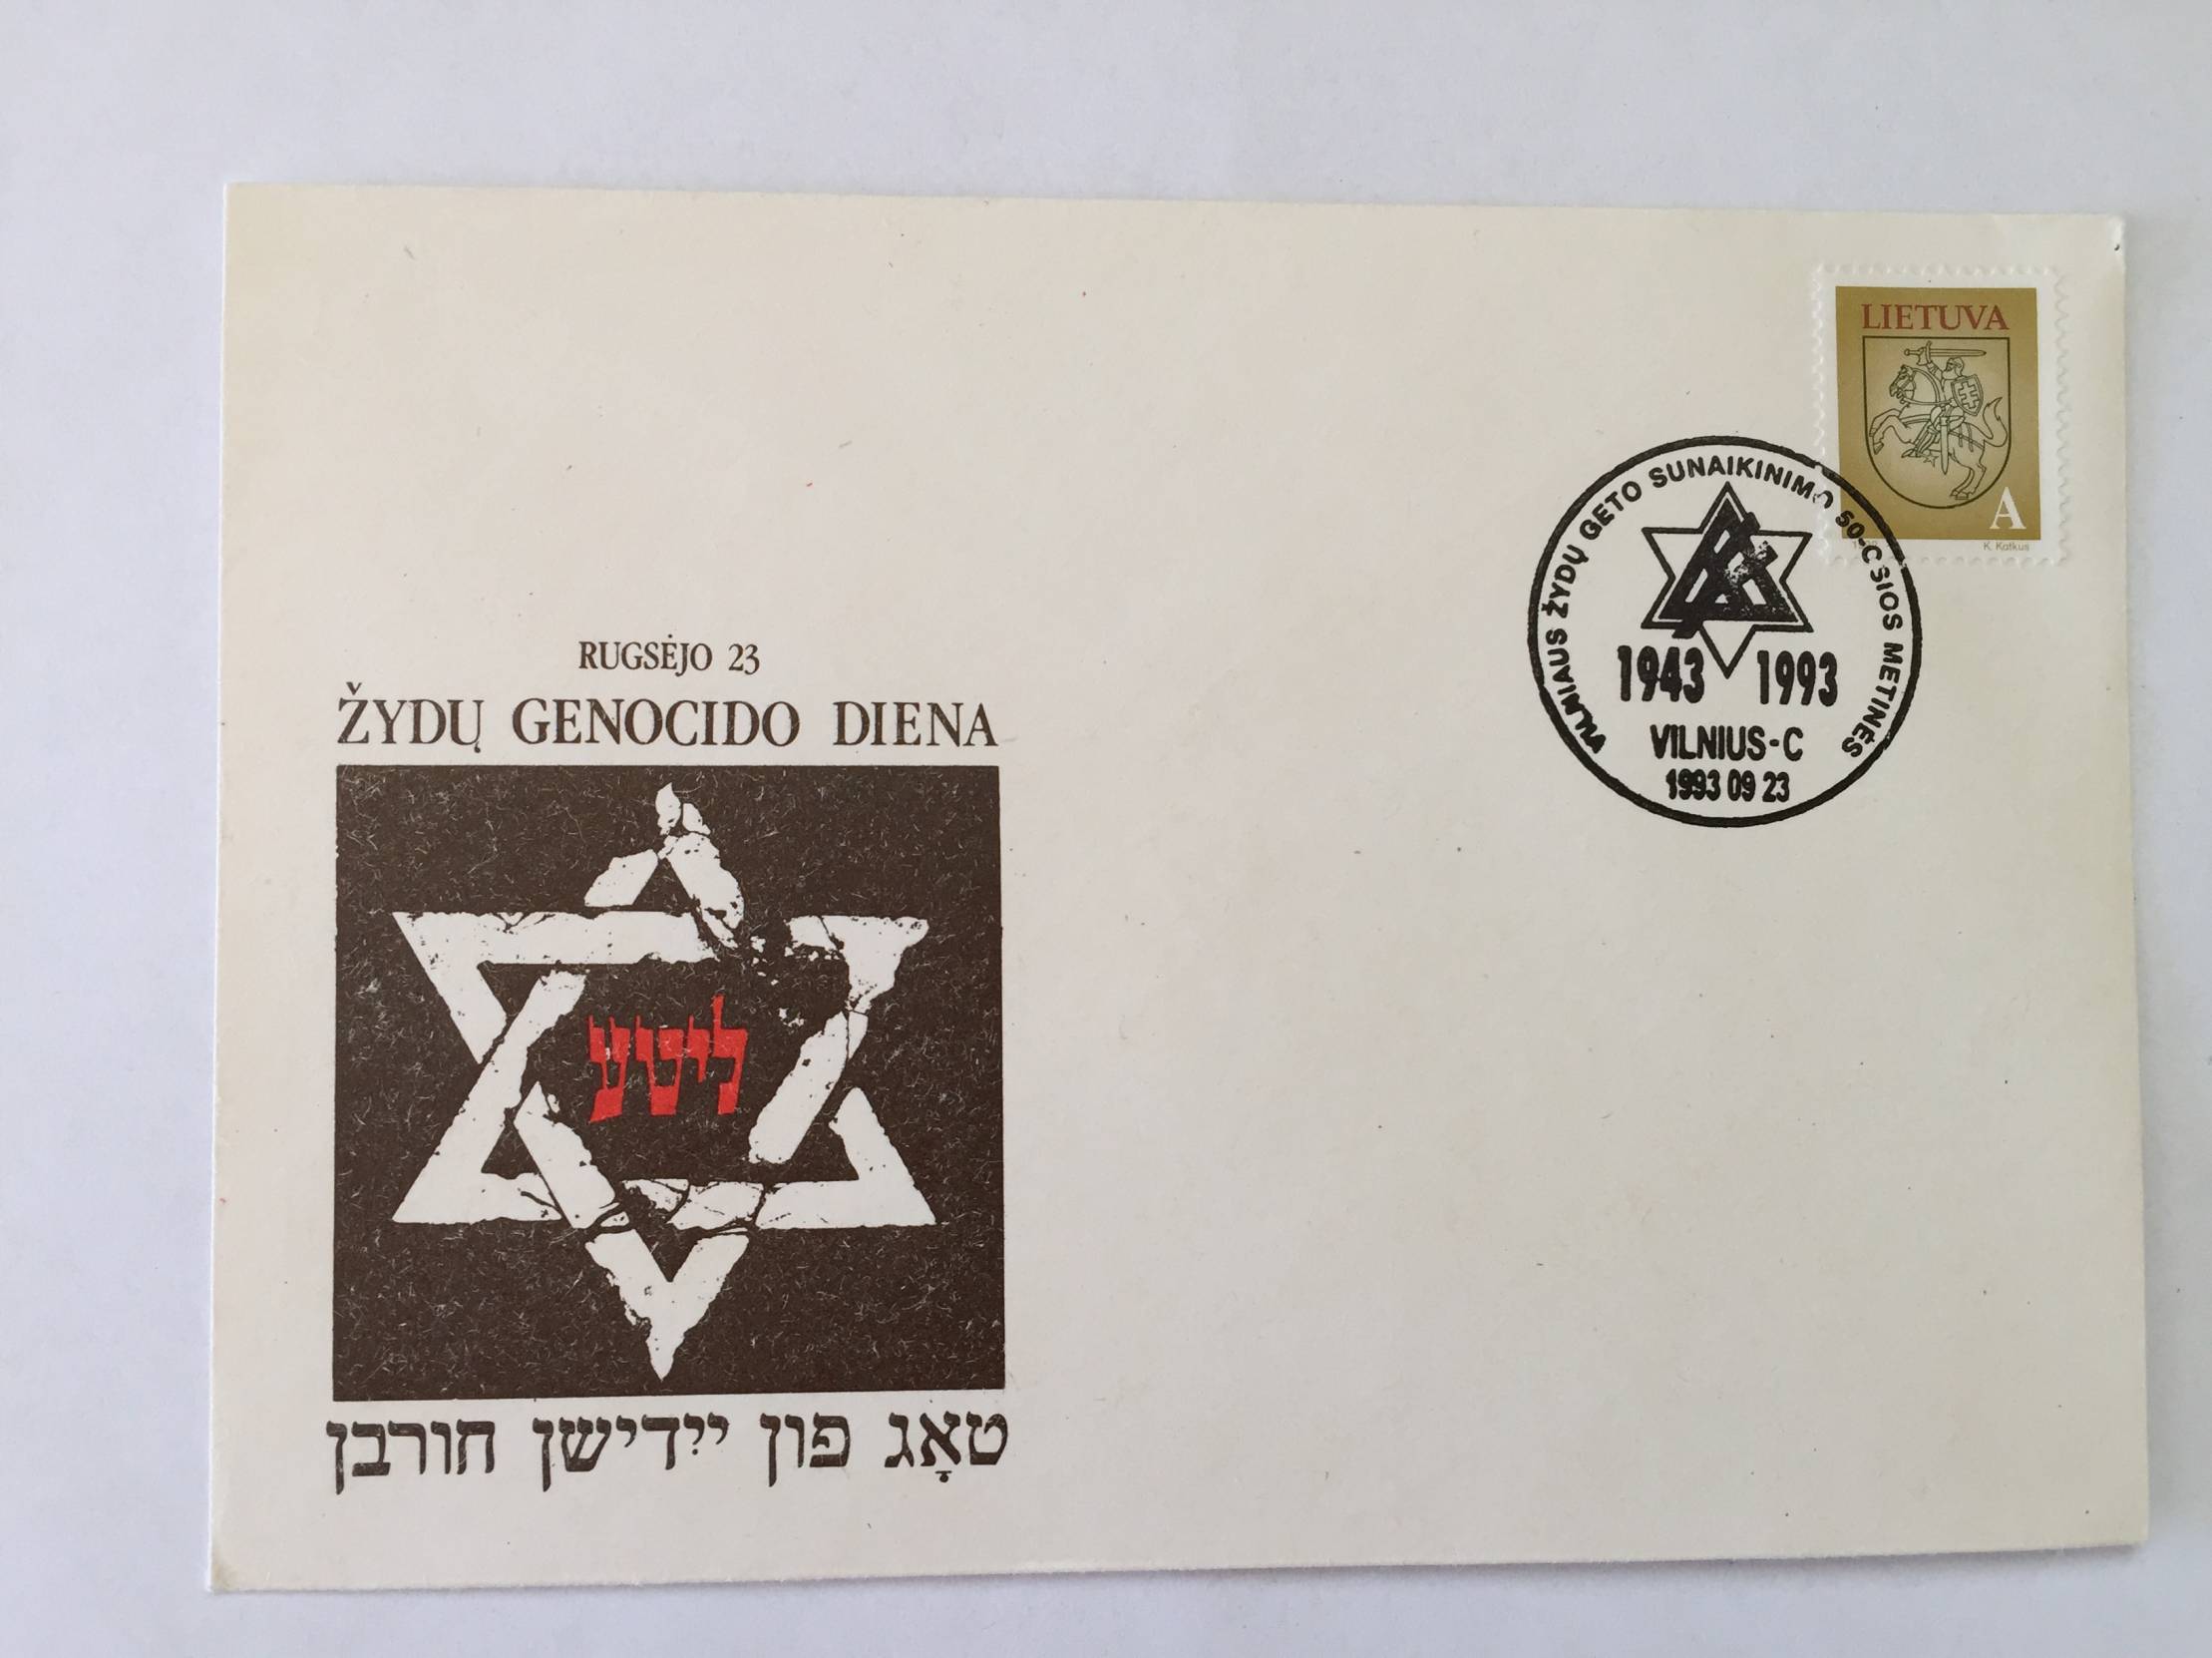 LIETUVA
A
K. Katkus
VILNIAUS ŽYDŲ GETO SUNAIKINIMO 50-OSIOS METINĖS
1943 1993
VILNIUS-C
1993 09 23
RUGSĖJO 23
ŽYDŲ GENOCIDO DIENA
ליטע
טאָג פון ייִדישן חורבן